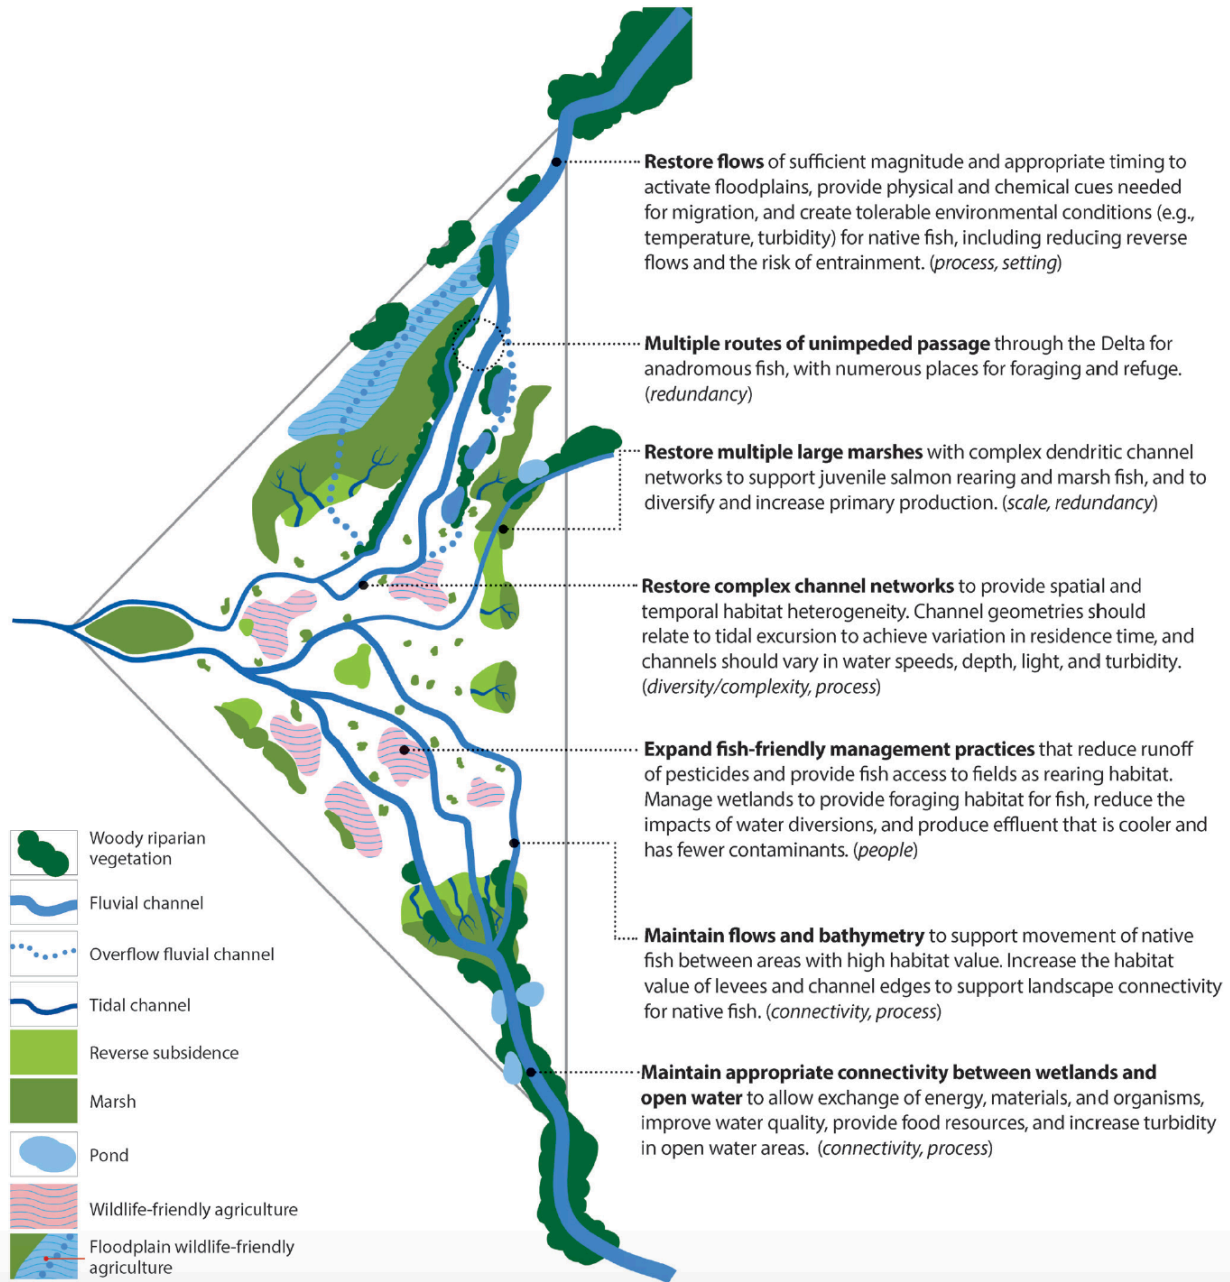 Restore flows of sufficient magnitude and appropriate timing to
activate floodplains, provide physical and chemical cues needed
for migration, and create tolerable environmental conditions (e.g.,
temperature, turbidity) for native fish, including reducing reverse
flows and the risk of entrainment. (process, setting)
Multiple routes of unimpeded passage through the Delta for
anadromous fish, with numerous places for foraging and refuge.
(redundancy)
Restore multiple large marshes with complex dendritic channel
networks to support juvenile salmon rearing and marsh fish, and to
diversify and increase primary production. (scale, redundancy)
Restore complex channel networks to provide spatial and
temporal habitat heterogeneity. Channel geometries should
relate to tidal excursion to achieve variation in residence time, and
channels should vary in water speeds, depth, light, and turbidity.
(diversity/complexity, process)
Expand fish-friendly management practices that reduce runoff
of pesticides and provide fish access to fields as rearing habitat.
Manage wetlands to provide foraging habitat for fish, reduce the
impacts of water diversions, and produce effluent that is cooler and
has fewer contaminants. (people)
Maintain flows and bathymetry to support movement of native
fish between areas with high habitat value. Increase the habitat
value of levees and channel edges to support landscape connectivity
for native fish. (connectivity, process)
Maintain appropriate connectivity between wetlands and
open water to allow exchange of energy, materials, and organisms,
improve water quality, provide food resources, and increase turbidity
in open water areas. (connectivity, process)
Woody riparian
vegetation
Fluvial channel
Overflow fluvial channel
Tidal channel
Reverse subsidence
Marsh
Pond
Wildlife-friendly agriculture
Floodplain wildlife-friendly
agriculture